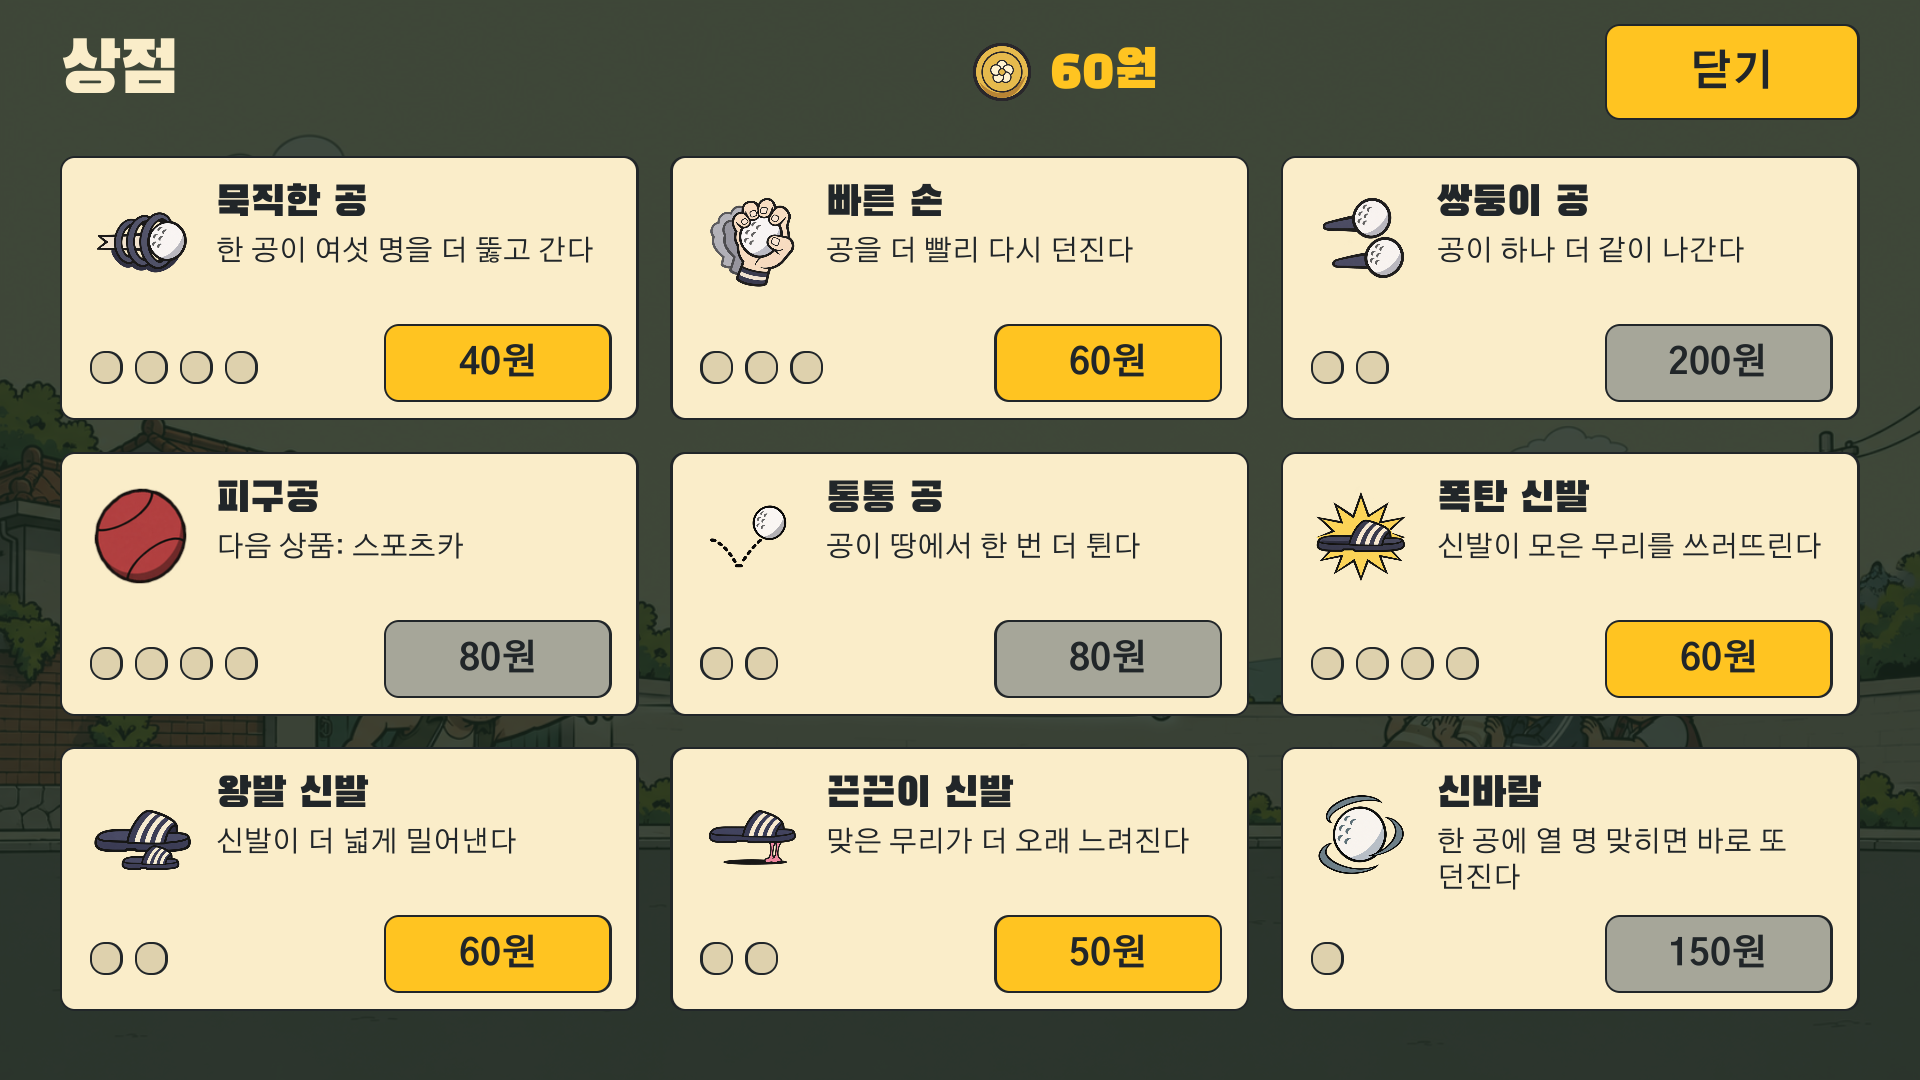 상점
60원
닫기
묵직한 공
한 공이 여섯 명을 더 뚫고 간다
40원
빠른 손
공을 더 빨리 다시 던진다
60원
쌍둥이 공
공이 하나 더 같이 나간다
200원
피구공
다음 상품: 스포츠카
80원
통통 공
공이 땅에서 한 번 더 튄다
80원
폭탄 신발
신발이 모은 무리를 쓰러뜨린다
60원
왕발 신발
신발이 더 넓게 밀어낸다
60원
끈끈이 신발
맞은 무리가 더 오래 느려진다
50원
신바람
한 공에 열 명 맞히면 바로 또
던진다
150원